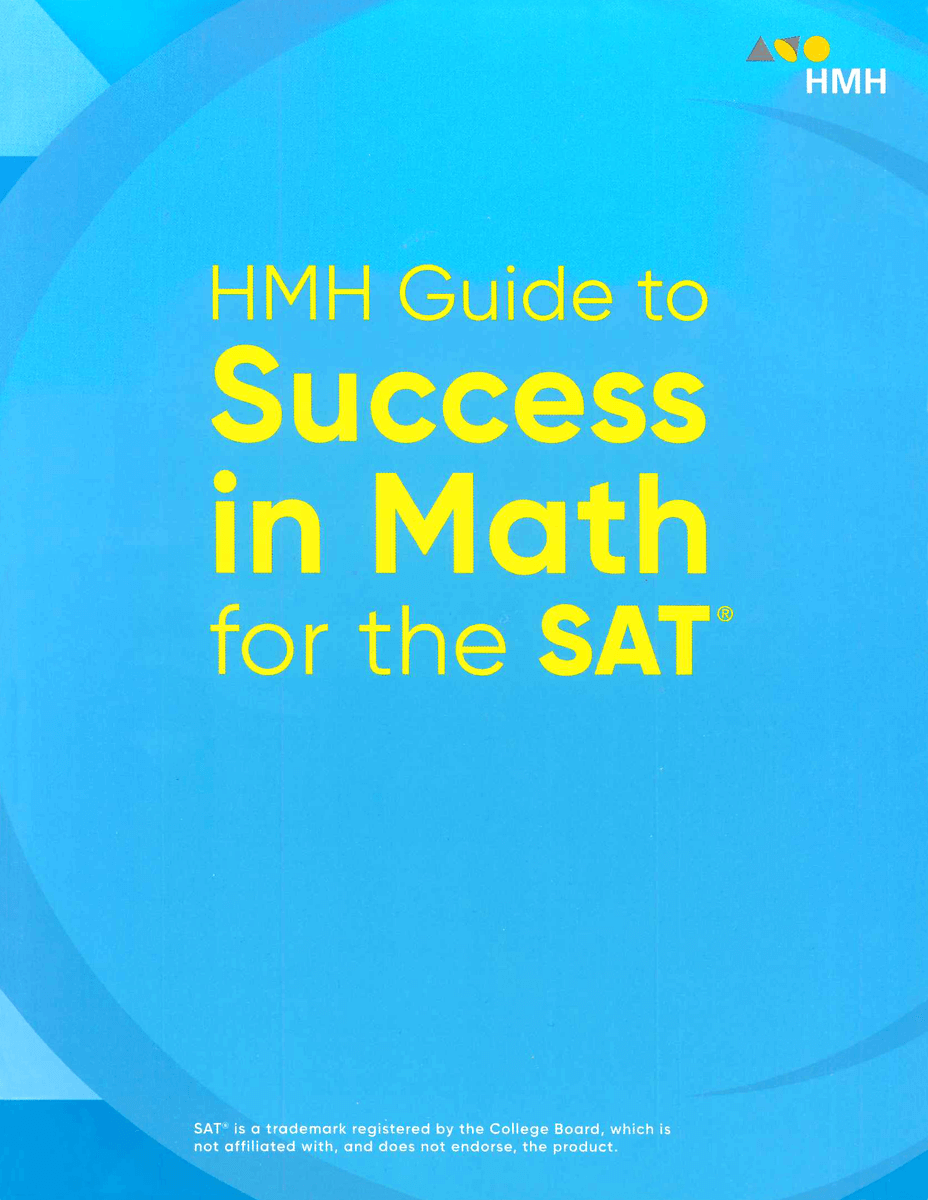 HMH
HMH Guide to
Success
in Math
for the SAT®
SAT® is a trademark registered by the College Board, which is
not affiliated with, and does not endorse, the product.